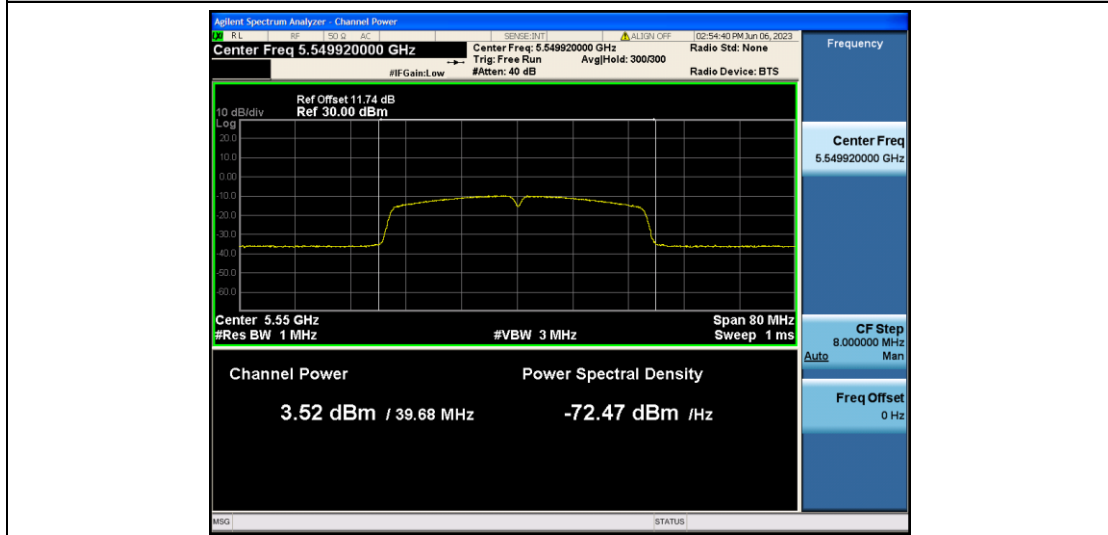 Agilent Spectrum Analyzer - Channel Power
RL RF 50 Ω AC SENSE:INT ALIGN OFF 02:54:40 PM Jun 06, 2023
Center Freq 5.549920000 GHz
Center Freq: 5.549920000 GHz
Radio Std: None
Trig: Free Run Avg|Hold: 300/300
#IFGain:Low #Atten: 40 dB Radio Device: BTS
Frequency
Ref Offset 11.74 dB
10 dB/div Ref 30.00 dBm
Log
20.0
10.0
0.00
-10.0
-20.0
-30.0
-40.0
-50.0
-60.0
Center 5.55 GHz Span 80 MHz
#Res BW 1 MHz #VBW 3 MHz Sweep 1 ms
Channel Power Power Spectral Density
3.52 dBm / 39.68 MHz -72.47 dBm /Hz
Center Freq
5.549920000 GHz
CF Step
8.000000 MHz
Auto Man
Freq Offset
0 Hz
MSG STATUS